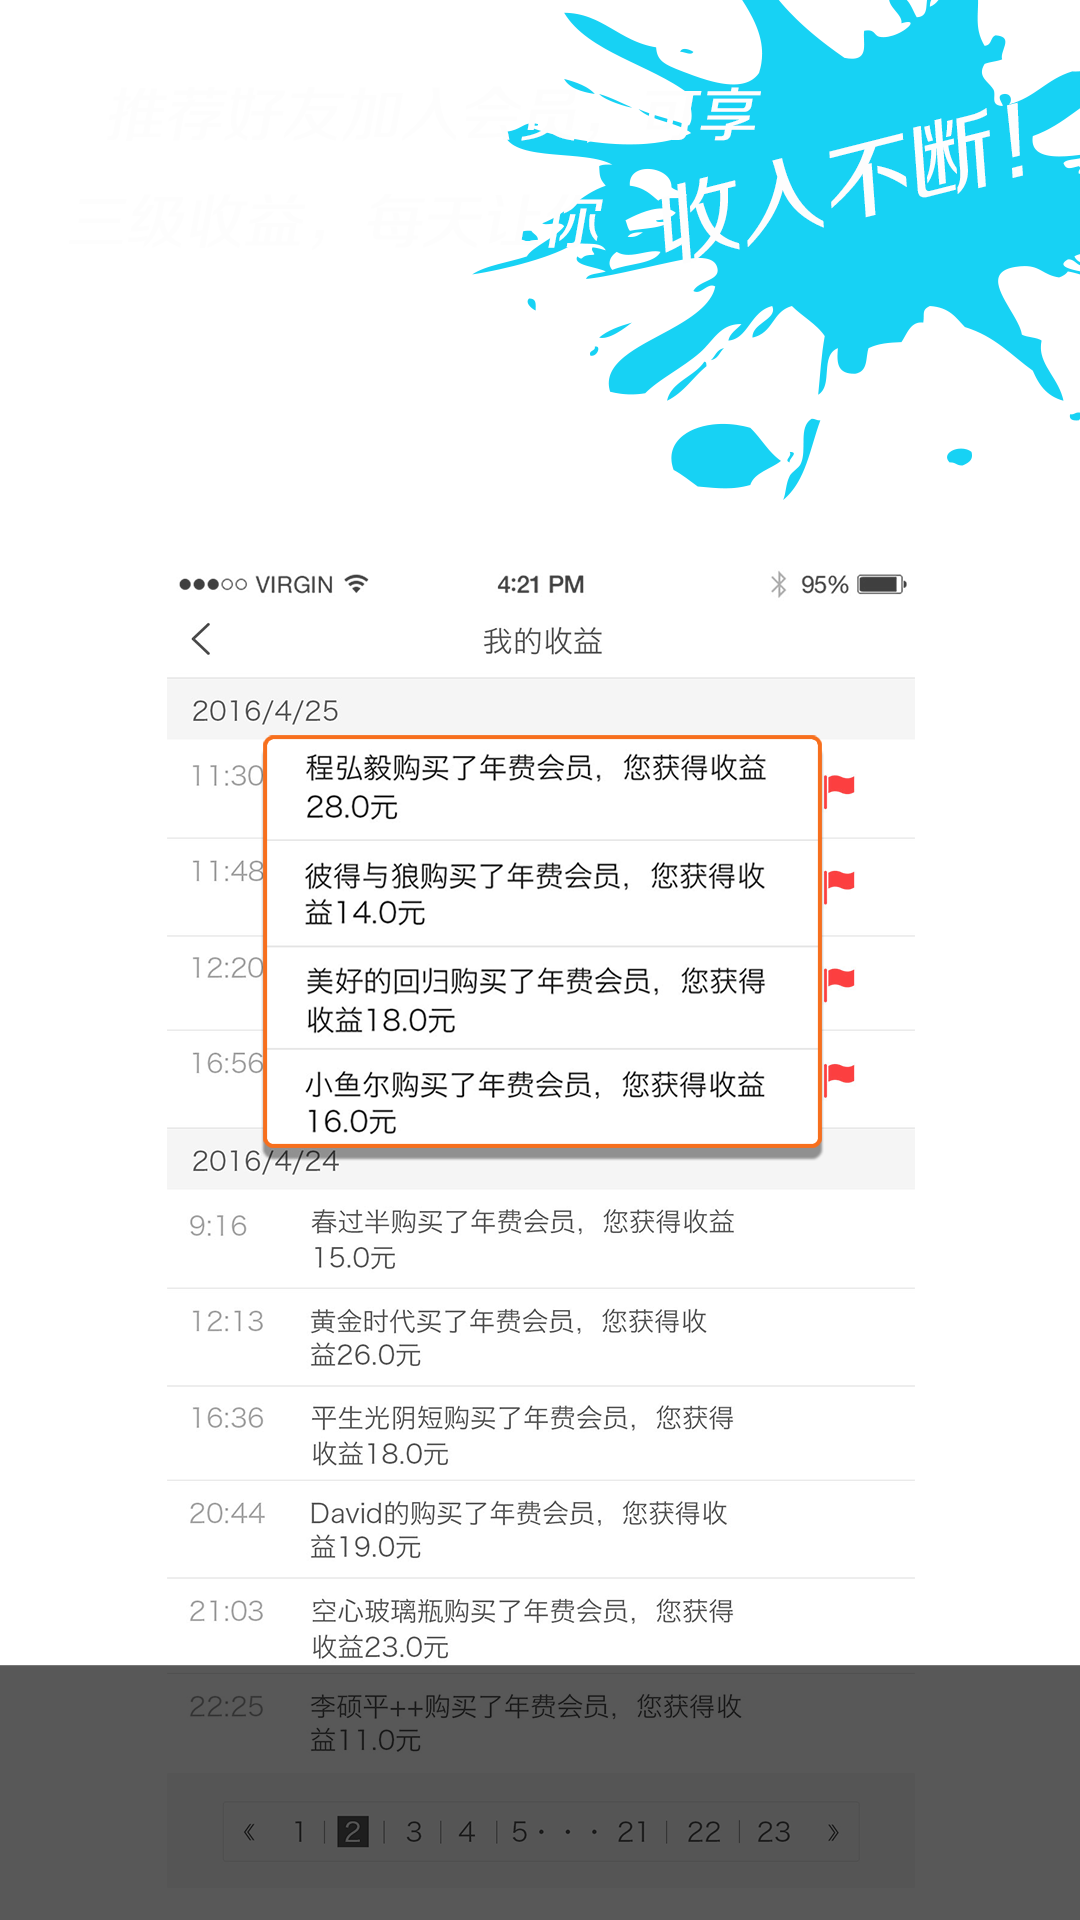 推荐好友加入会员 可享
三级收益，每天让你
收入不断！
VIRGIN 4:21 PM 95%
我的收益
2016/4/25
11:30 程弘毅购买了年费会员，您获得收益
28.0元
11:48 彼得与狼购买了年费会员，您获得收
益14.0元
12:20 美好的回归购买了年费会员，您获得
收益18.0元
16:56 小鱼尔购买了年费会员，您获得收益
16.0元
2016/4/24
9:16 春过半购买了年费会员，您获得收益
15.0元
12:13 黄金时代买了年费会员，您获得收
益26.0元
16:36 平生光阴短购买了年费会员，您获得
收益18.0元
20:44 David的购买了年费会员，您获得收
益19.0元
21:03 空心玻璃瓶购买了年费会员，您获得
收益23.0元
22:25 李硕平++购买了年费会员，您获得收
益11.0元
《 1 | 2 | 3 | 4 | 5 · · · 21 | 22 | 23 》